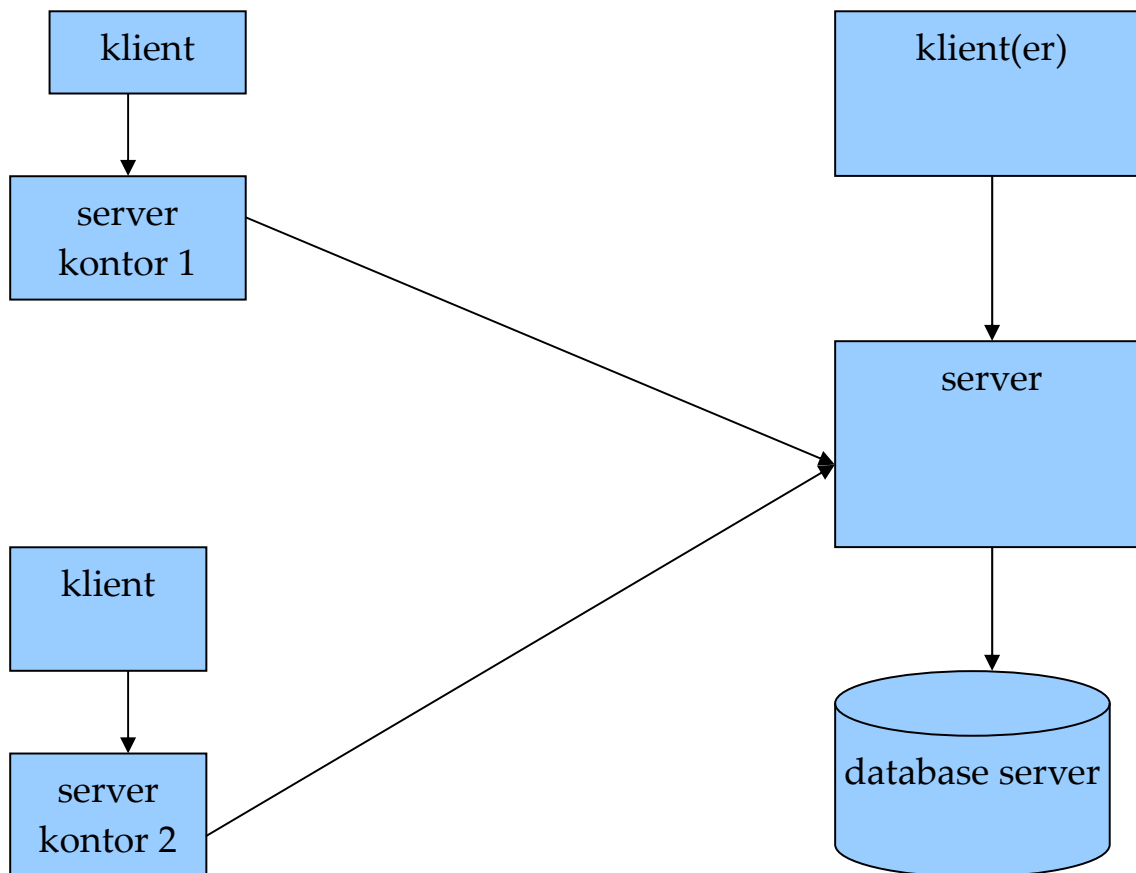 klient
server
kontor 1
klient
server
kontor 2
klient(er)
server
database server